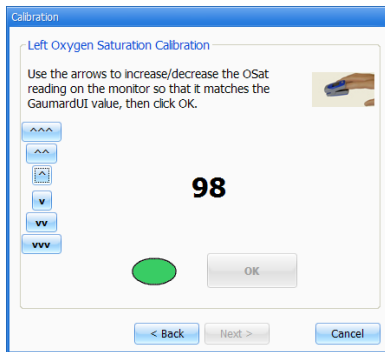 Calibration
Left Oxygen Saturation Calibration
Use the arrows to increase/decrease the OSat
reading on the monitor so that it matches the
GaumardUI value, then click OK.
^^^
^^
^
v
vv
vvv
98
OK
< Back
Next >
Cancel